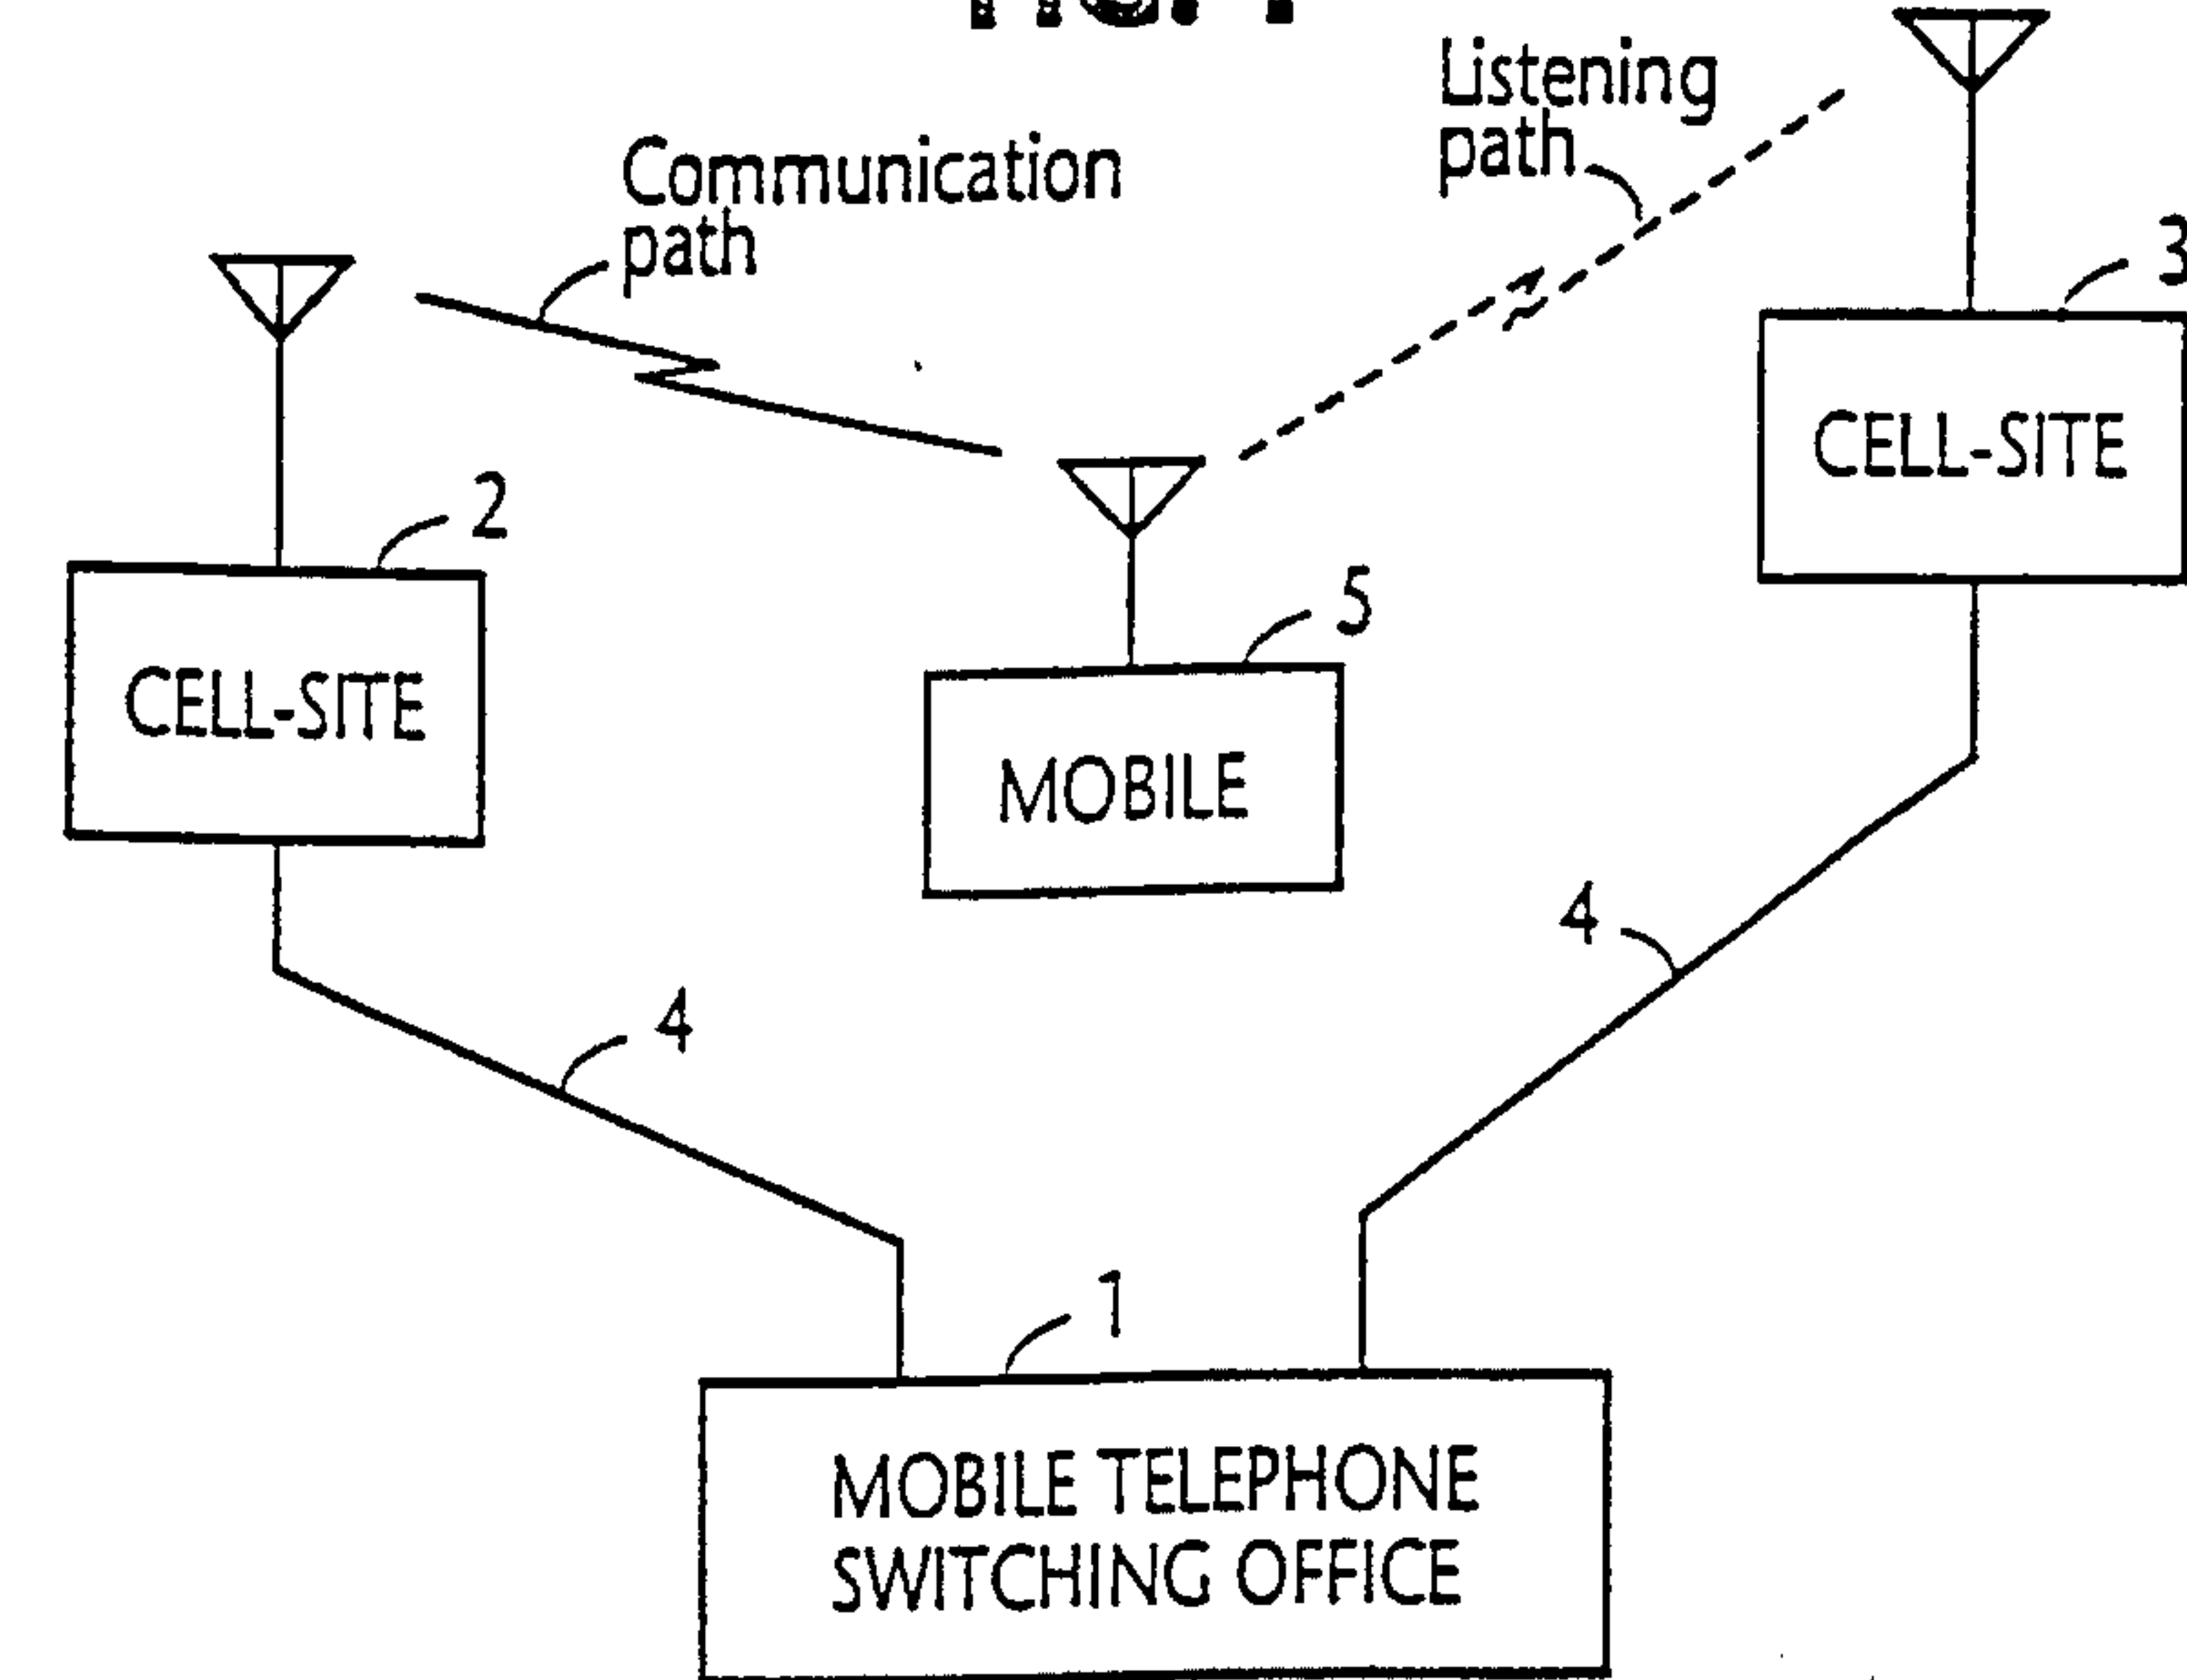 Listening
path
Communication
path
3
CELL-SITE
2
5
CELL-SITE
MOBILE
4
4
1
MOBILE TELEPHONE
SWITCHING OFFICE